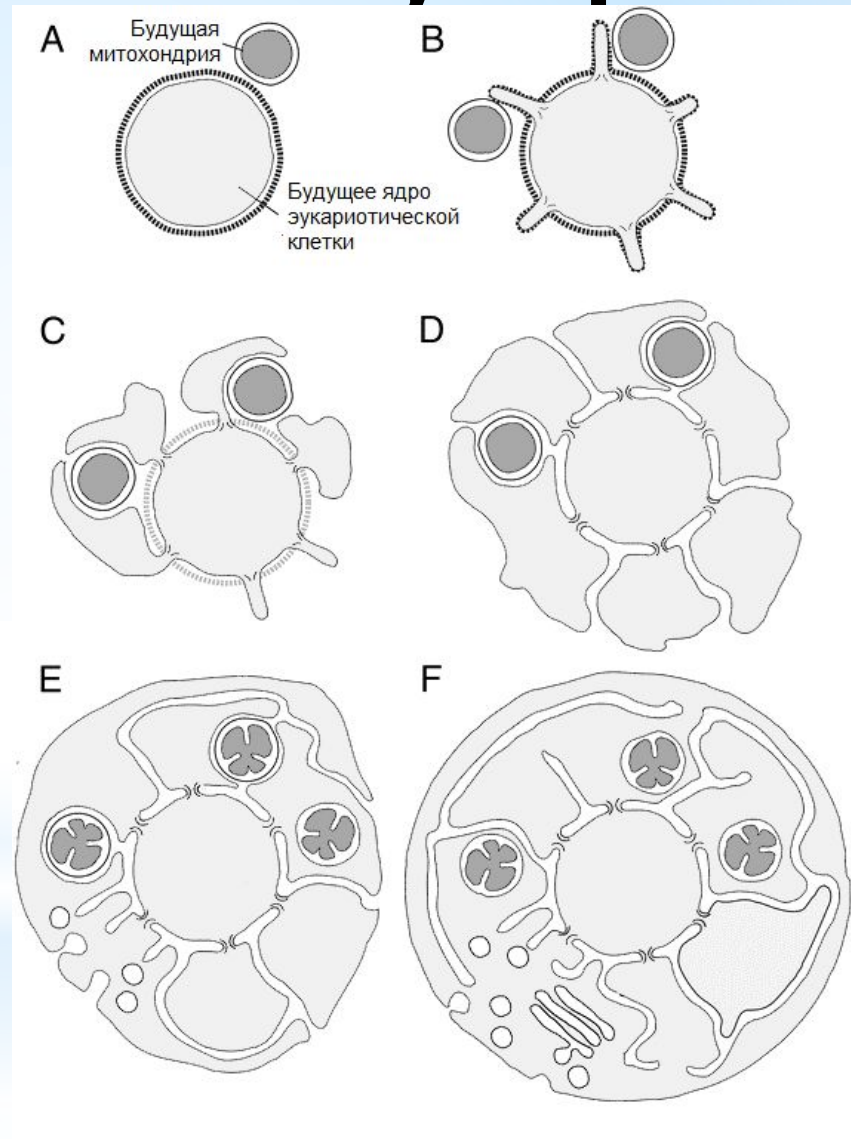 A
Будущая
митохондрия
B
Будущее ядро
эукариотической
клетки
C
D
E
F